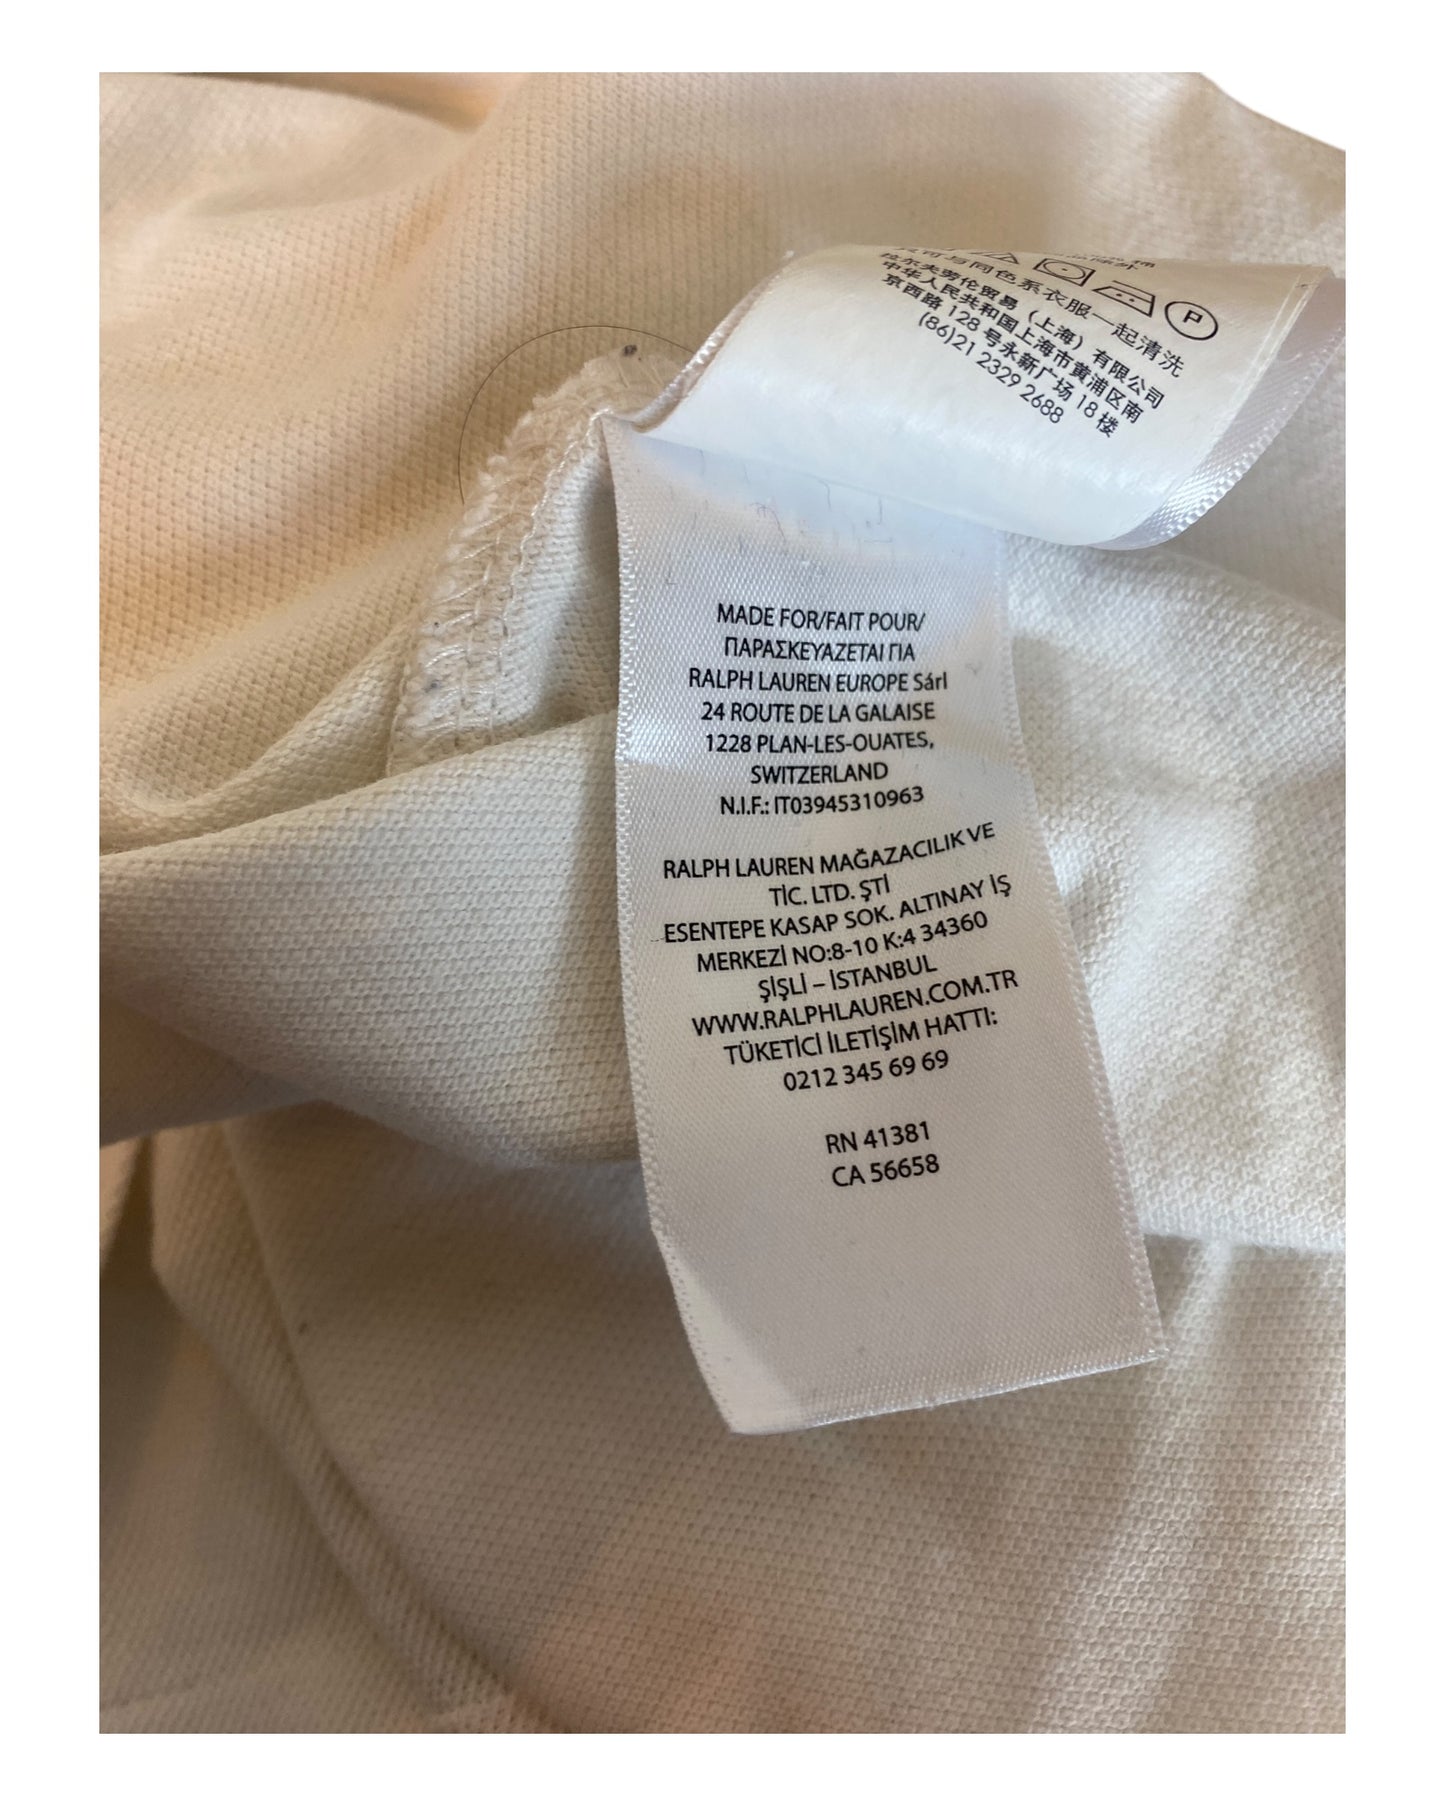 与同色系衣服一起清洗
拉尔夫劳伦贸易（上海）有限公司
中华人民共和国上海市黄浦区南
京西路 128 号永新广场 18 楼
(86)21 2329 2688
P
MADE FOR/FAIT POUR/
ΠΑΡΑΣΚΕΥΑΖΕΤΑΙ ΓΙΑ
RALPH LAUREN EUROPE Sárl
24 ROUTE DE LA GALAISE
1228 PLAN-LES-OUATES,
SWITZERLAND
N.I.F.: IT03945310963
RALPH LAUREN MAĞAZACILIK VE
TİC. LTD. ŞTİ
ESENTEPE KASAP SOK. ALTINAY İŞ
MERKEZİ NO:8-10 K:4 34360
ŞİŞLİ – İSTANBUL
WWW.RALPHLAUREN.COM.TR
TÜKETİCİ İLETİŞİM HATTI:
0212 345 69 69
RN 41381
CA 56658